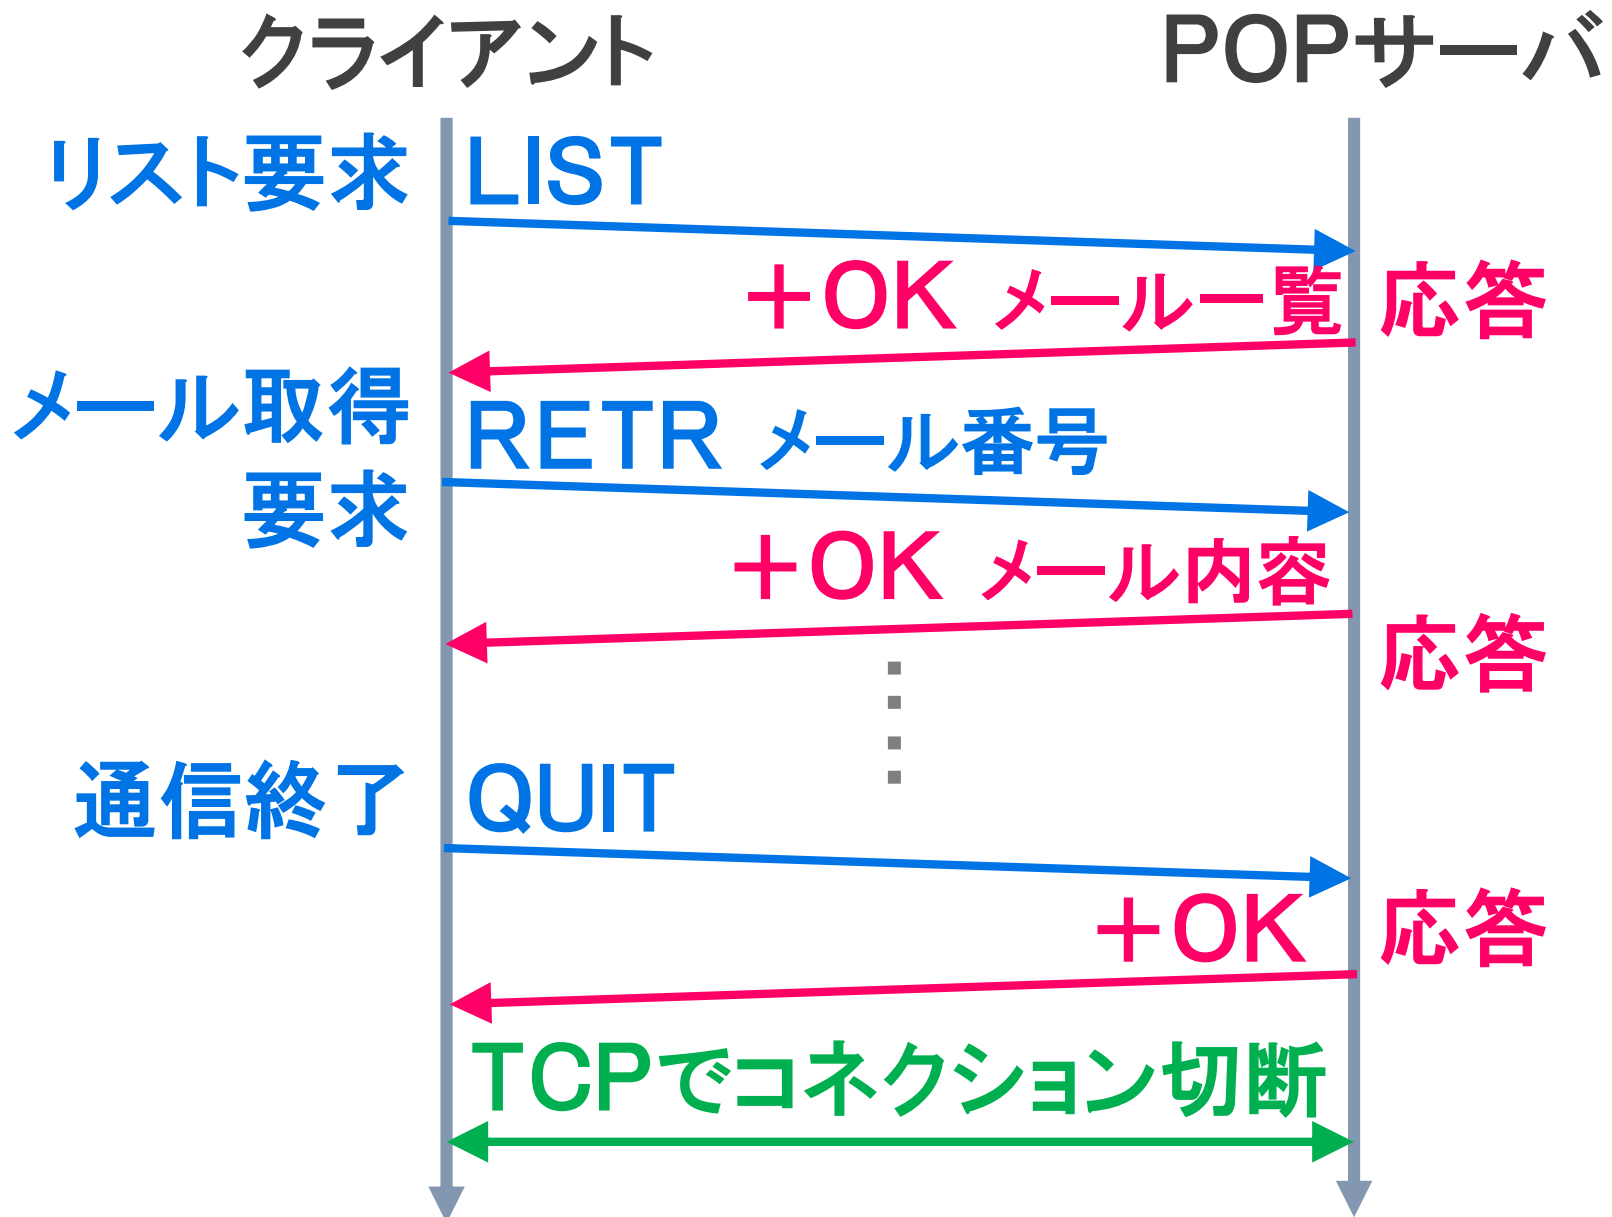 クライアント
POPサーバ
リスト要求
LIST
+OK メール一覧
応答
メール取得
要求
RETR メール番号
+OK メール内容
応答
通信終了
QUIT
+OK
応答
TCPでコネクション切断